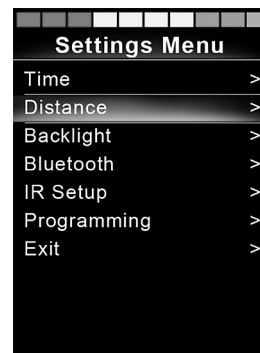 Settings Menu
Time >
Distance >
Backlight >
Bluetooth >
IR Setup >
Programming >
Exit >